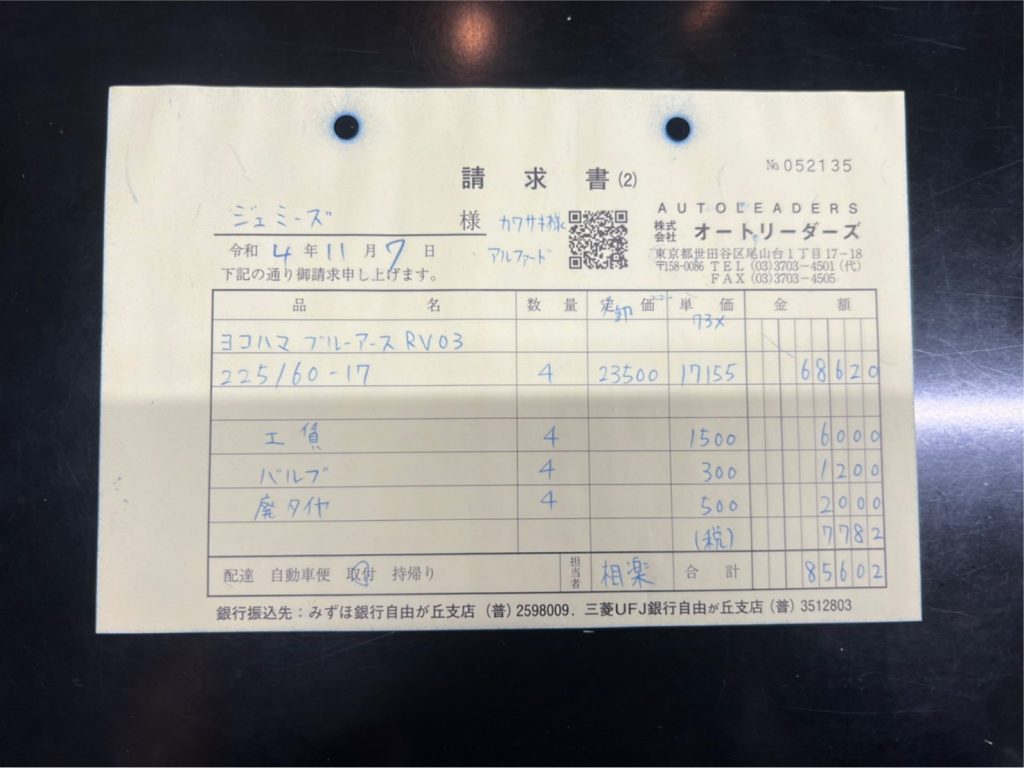 請求書(2)
№052135
ジェミーズ 様
カワサキ様
アルファード
令和4年11月7日
下記の通り御請求申し上げます。
AUTOLEADERS
株式会社 オートリーダーズ
東京都世田谷区尾山台1丁目17-18
〒158-0086 TEL (03)3703-4501(代)
FAX (03)3703-4505
品名 数量 定卸価 単価 金額
73%
ヨコハマ ブルーアース RV03
225/60-17 4 23500 17155 68620
工賃 4 1500 6000
バルブ 4 300 1200
廃タイヤ 4 500 2000
(税) 7782
配達 自動車便 取付 持帰り 担当者 相楽 合計 85602
銀行振込先：みずほ銀行自由が丘支店(普)2598009．三菱UFJ銀行自由が丘支店(普)3512803